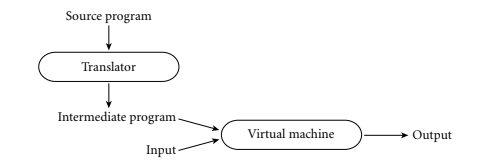 Source program
Translator
Intermediate program
Input
Virtual machine
Output